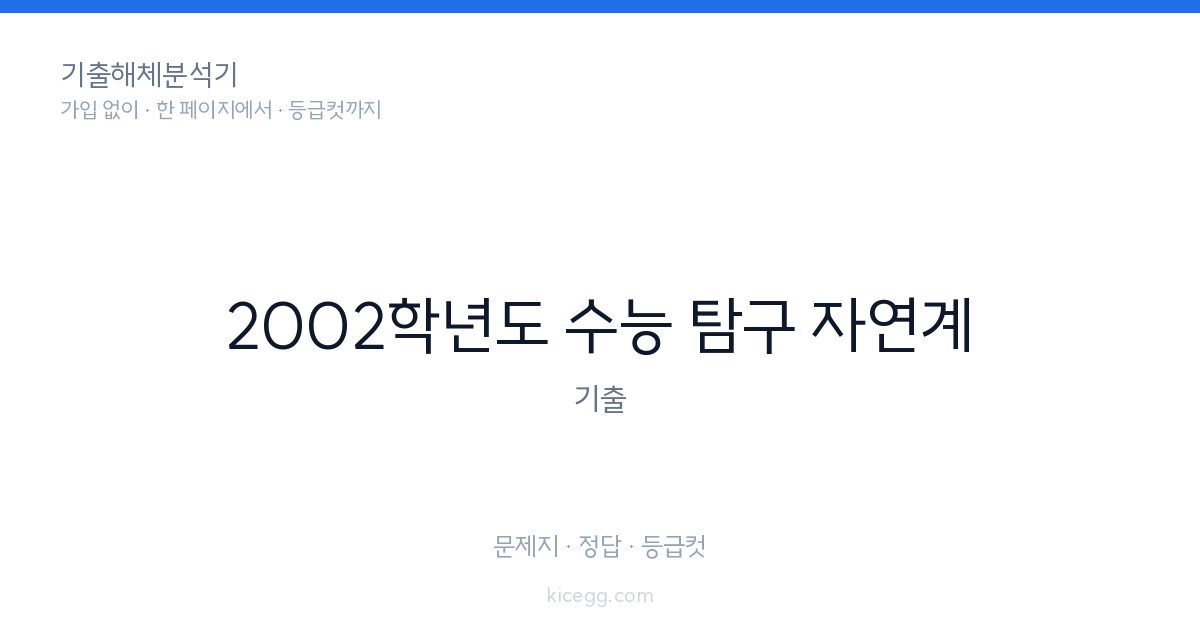 기출해체분석기
가입 없이 · 한 페이지에서 · 등급컷까지
2002학년도 수능 탐구 자연계
기출
문제지 · 정답 · 등급컷
kicegg.com